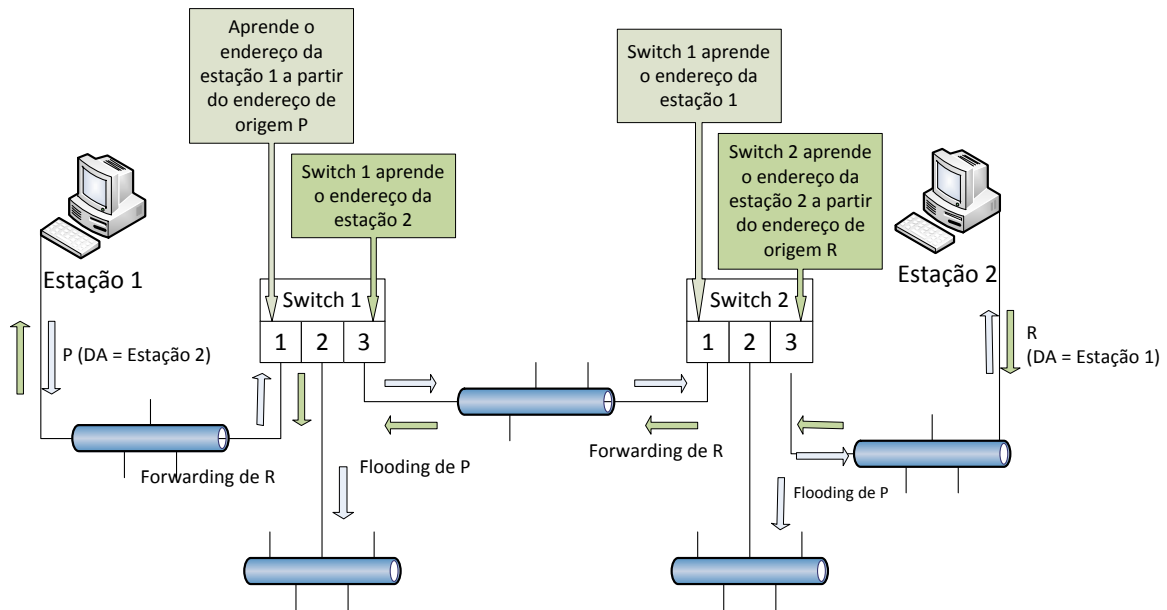 Aprende o
endereço da
estação 1 a partir
do endereço de
origem P
Switch 1 aprende
o endereço da
estação 2
Switch 1 aprende
o endereço da
estação 1
Switch 2 aprende
o endereço da
estação 2 a partir
do endereço de
origem R
Estação 1
Estação 2
Switch 1
1 2 3
Switch 2
1 2 3
P (DA = Estação 2)
R
(DA = Estação 1)
Forwarding de R
Flooding de P
Forwarding de R
Flooding de P